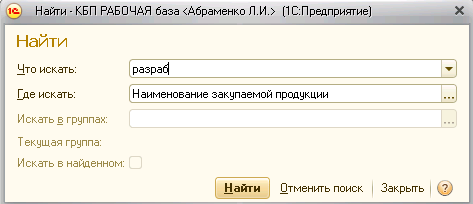 Найти - КБП РАБОЧАЯ база <Абраменко Л.И.> (1С:Предприятие)
Найти
Что искать: разраб
Где искать: Наименование закупаемой продукции ...
Искать в группах: ...
Текущая группа:
Искать в найденном:
Найти Отменить поиск Закрыть ?